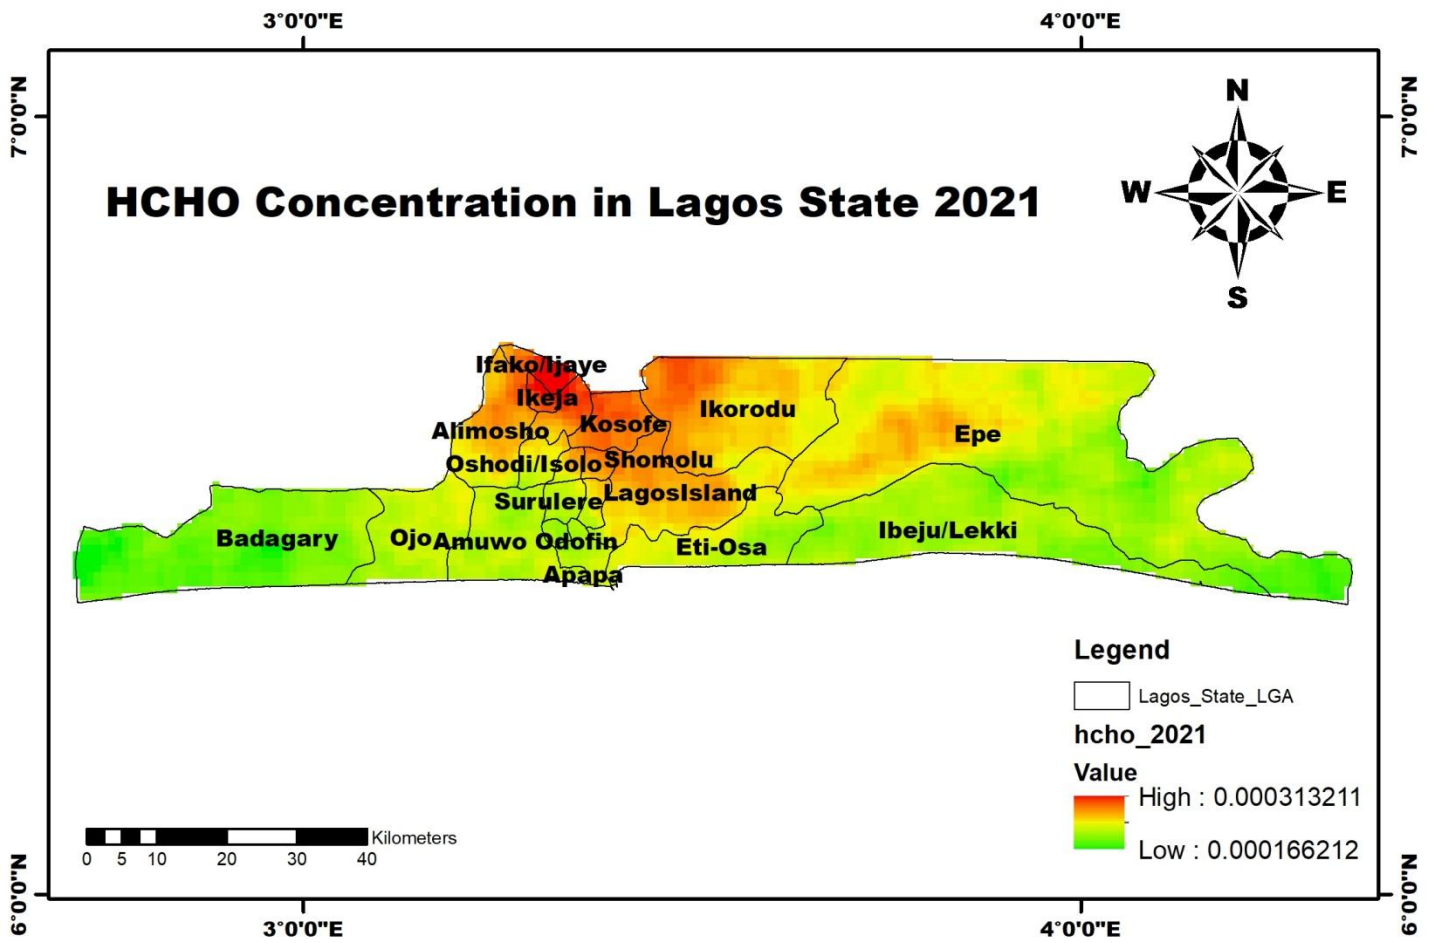 3°0'0"E
4°0'0"E
7°0'0"N
7°0'0"N
N
W
E
S
HCHO Concentration in Lagos State 2021
Ifako/Ijaye
Ikeja
Ikorodu
Kosofe
Alimosho
Epe
Oshodi/Isolo
Shomolu
Surulere
LagosIsland
Badagary
Ojo
Amuwo Odofin
Eti-Osa
Ibeju/Lekki
Apapa
Legend
Lagos_State_LGA
hcho_2021
Value
High : 0.000313211
Low : 0.000166212
Kilometers
0 5 10 20 30 40
6°0'0"N
6°0'0"N
3°0'0"E
4°0'0"E